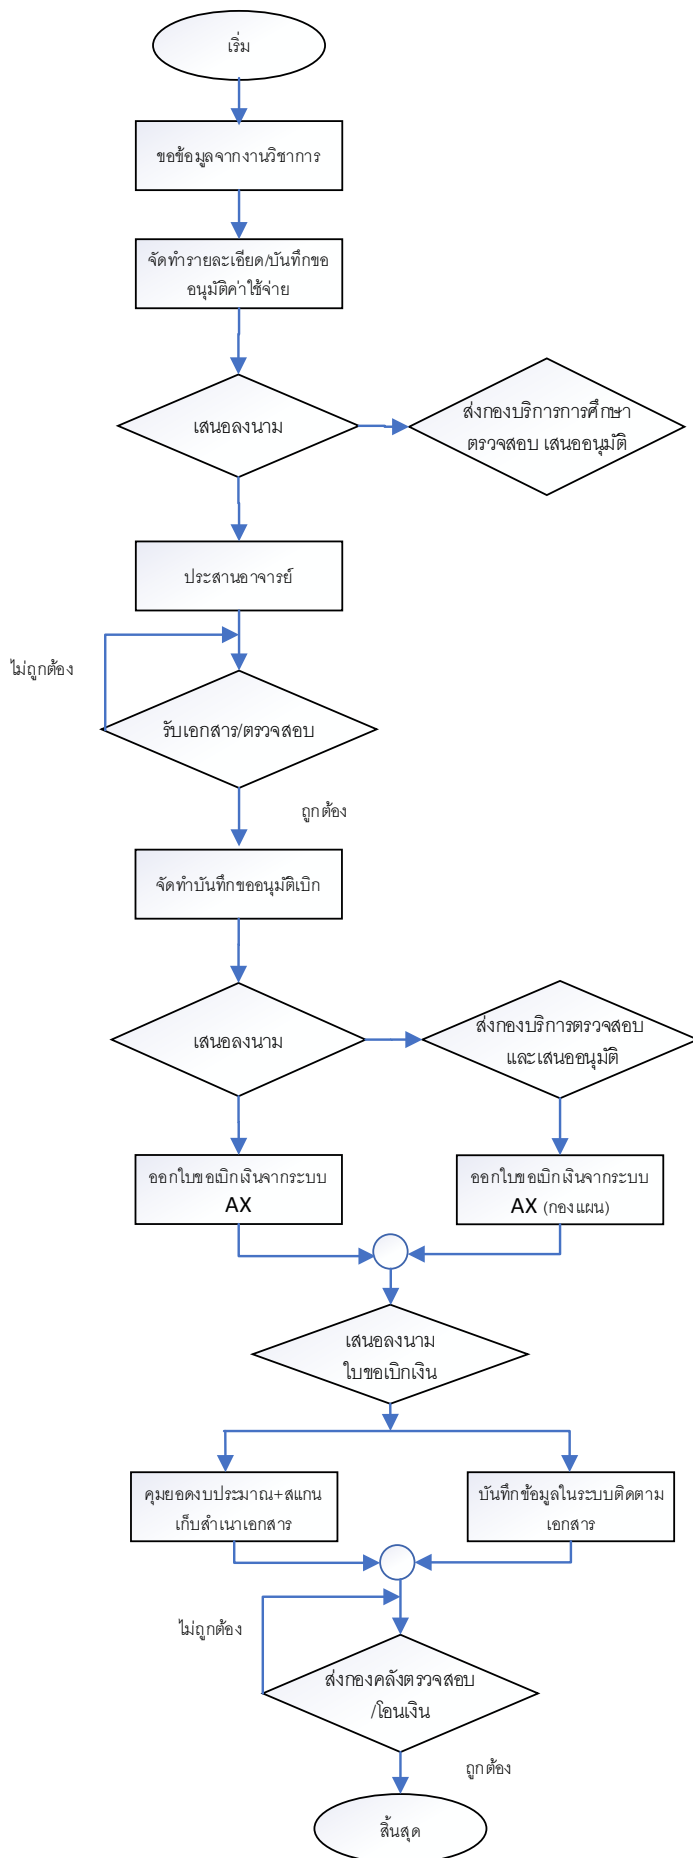 เริ่ม
ขอข้อมูลจากงานวิชาการ
จัดทำรายละเอียด/บันทึกขอ
อนุมัติค่าใช้จ่าย
เสนอลงนาม
ส่งกองบริการการศึกษา
ตรวจสอบ เสนออนุมัติ
ประสานอาจารย์
ไม่ถูกต้อง
รับเอกสาร/ตรวจสอบ
ถูกต้อง
จัดทำบันทึกขออนุมัติเบิก
เสนอลงนาม
ส่งกองบริการตรวจสอบ
และเสนออนุมัติ
ออกใบขอเบิกเงินจากระบบ
AX
ออกใบขอเบิกเงินจากระบบ
AX (กองแผน)
เสนอลงนาม
ใบขอเบิกเงิน
คุมยอดงบประมาณ+สแกน
เก็บสำเนาเอกสาร
บันทึกข้อมูลในระบบติดตาม
เอกสาร
ไม่ถูกต้อง
ส่งกองคลังตรวจสอบ
/โอนเงิน
ถูกต้อง
สิ้นสุด